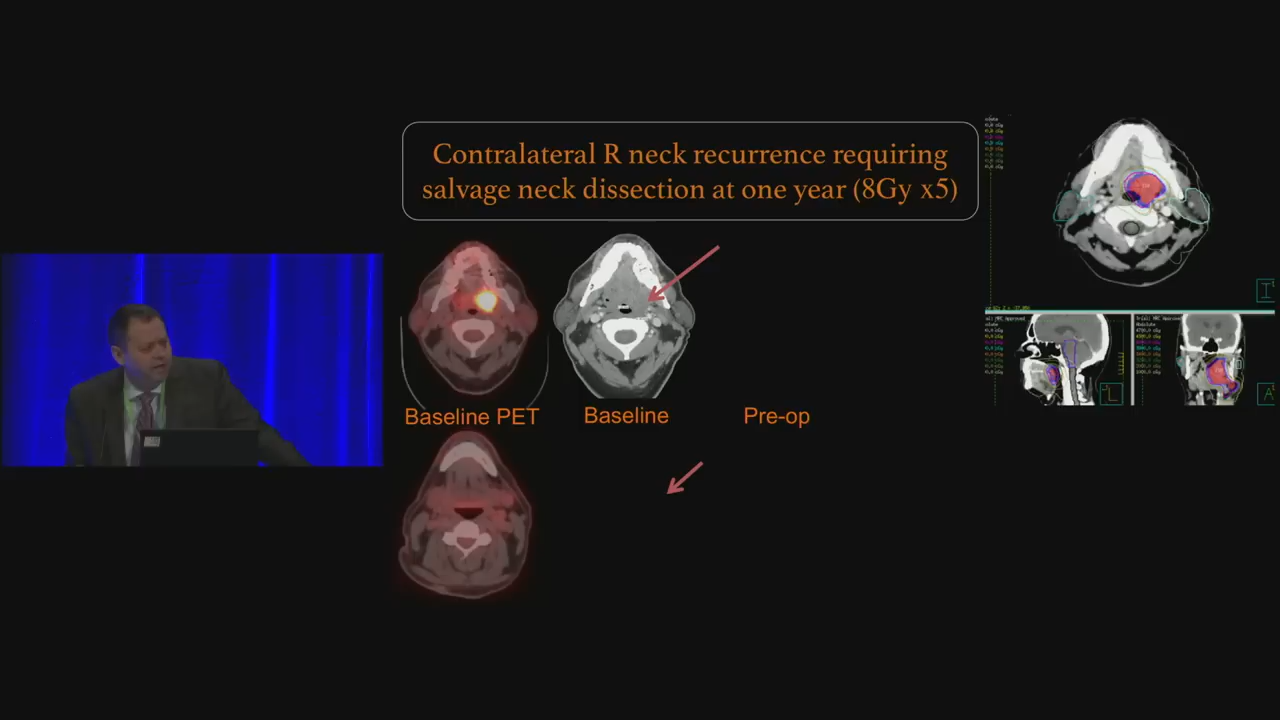 Contralateral R neck recurrence requiring
salvage neck dissection at one year (8Gy x5)
Baseline PET
Baseline
Pre-op